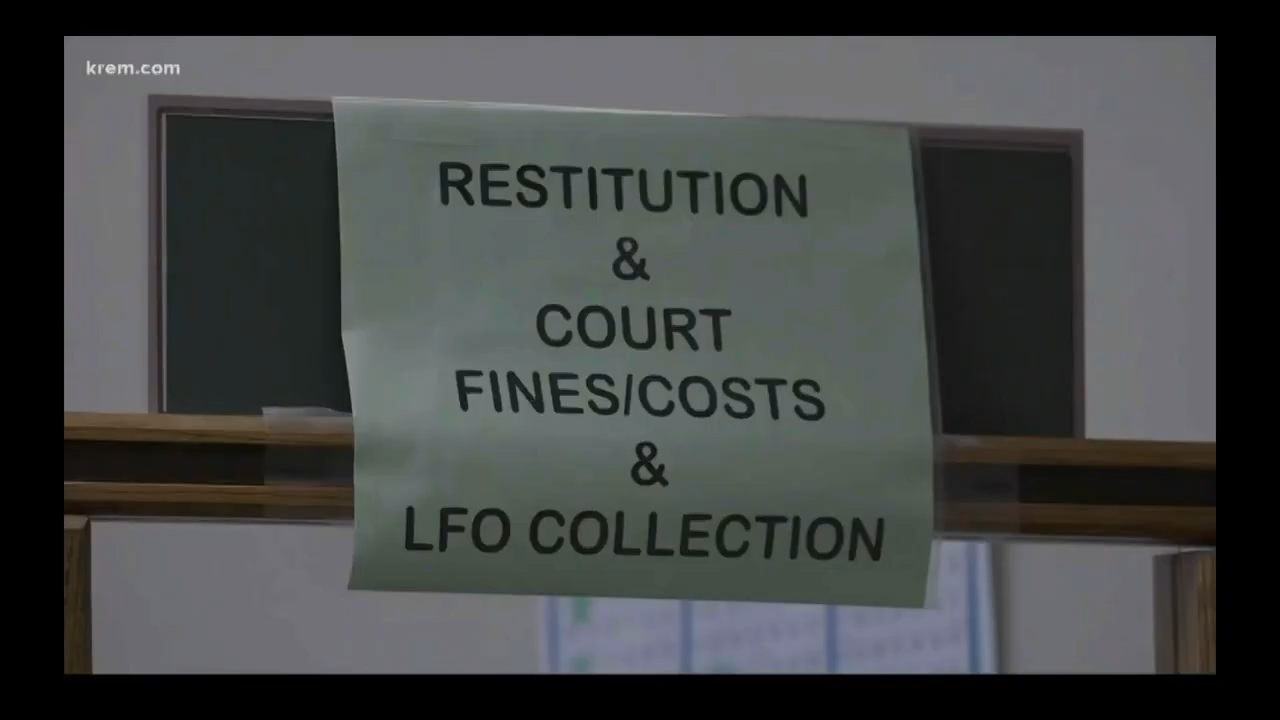 krem.com
RESTITUTION
&
COURT
FINES/COSTS
&
LFO COLLECTION